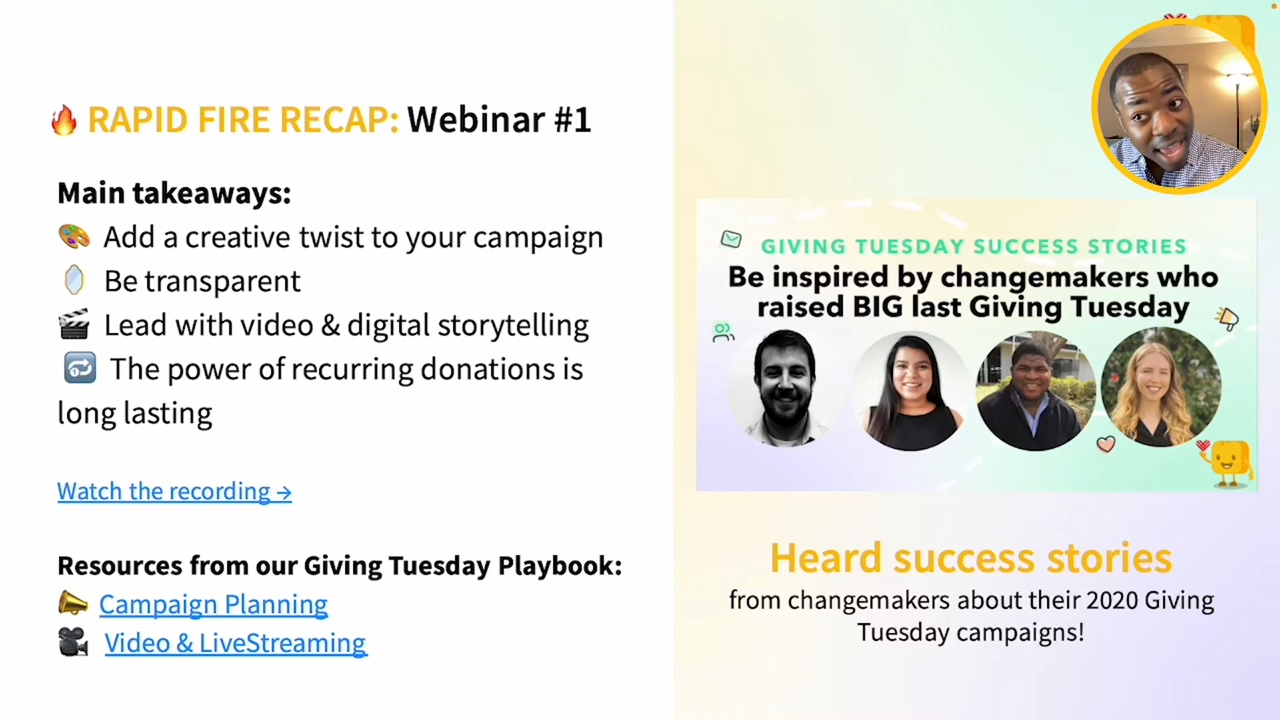 🔥 RAPID FIRE RECAP: Webinar #1
Main takeaways:
🎨 Add a creative twist to your campaign
🪞 Be transparent
🎬 Lead with video & digital storytelling
🔁 The power of recurring donations is
long lasting
Watch the recording →
Resources from our Giving Tuesday Playbook:
📣 Campaign Planning
🎥 Video & LiveStreaming
GIVING TUESDAY SUCCESS STORIES
Be inspired by changemakers who
raised BIG last Giving Tuesday
Heard success stories
from changemakers about their 2020 Giving
Tuesday campaigns!